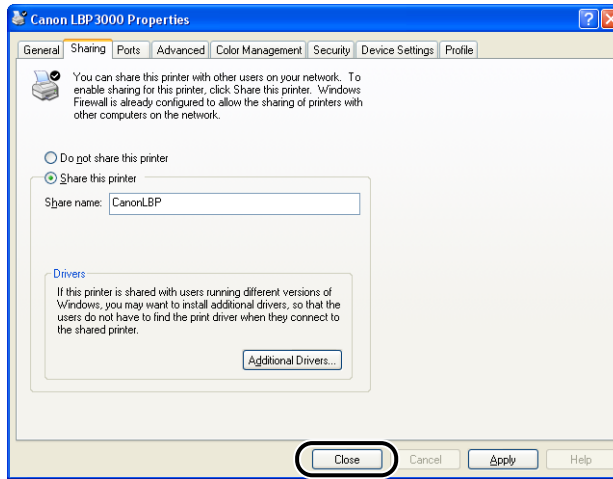 Canon LBP3000 Properties
General Sharing Ports Advanced Color Management Security Device Settings Profile
You can share this printer with other users on your network. To
enable sharing for this printer, click Share this printer. Windows
Firewall is already configured to allow the sharing of printers with
other computers on the network.
Do not share this printer
Share this printer
Share name: CanonLBP
Drivers
If this printer is shared with users running different versions of
Windows, you may want to install additional drivers, so that the
users do not have to find the print driver when they connect to
the shared printer.
Additional Drivers...
Close Cancel Apply Help